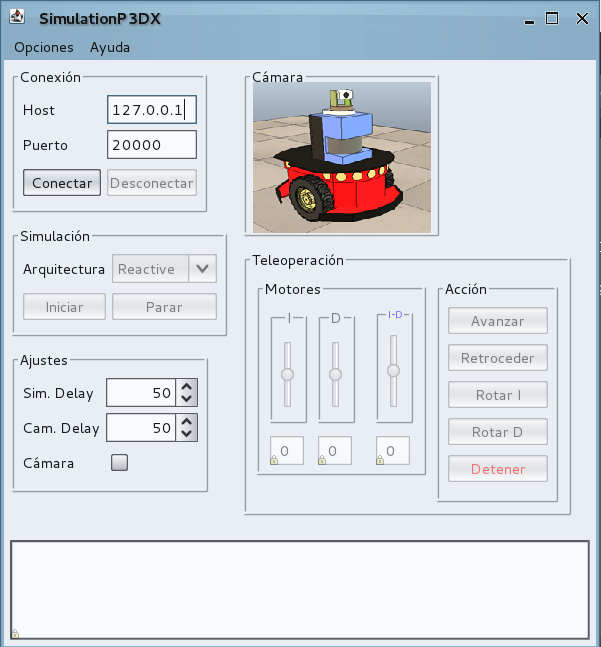 SimulationP3DX
Opciones Ayuda
Conexión
Host 127.0.0.1
Puerto 20000
Conectar Desconectar
Simulación
Arquitectura Reactive
Iniciar Parar
Ajustes
Sim. Delay 50
Cam. Delay 50
Cámara
Cámara
Teleoperación
Motores
I D I-D
0 0 0
Acción
Avanzar
Retroceder
Rotar I
Rotar D
Detener